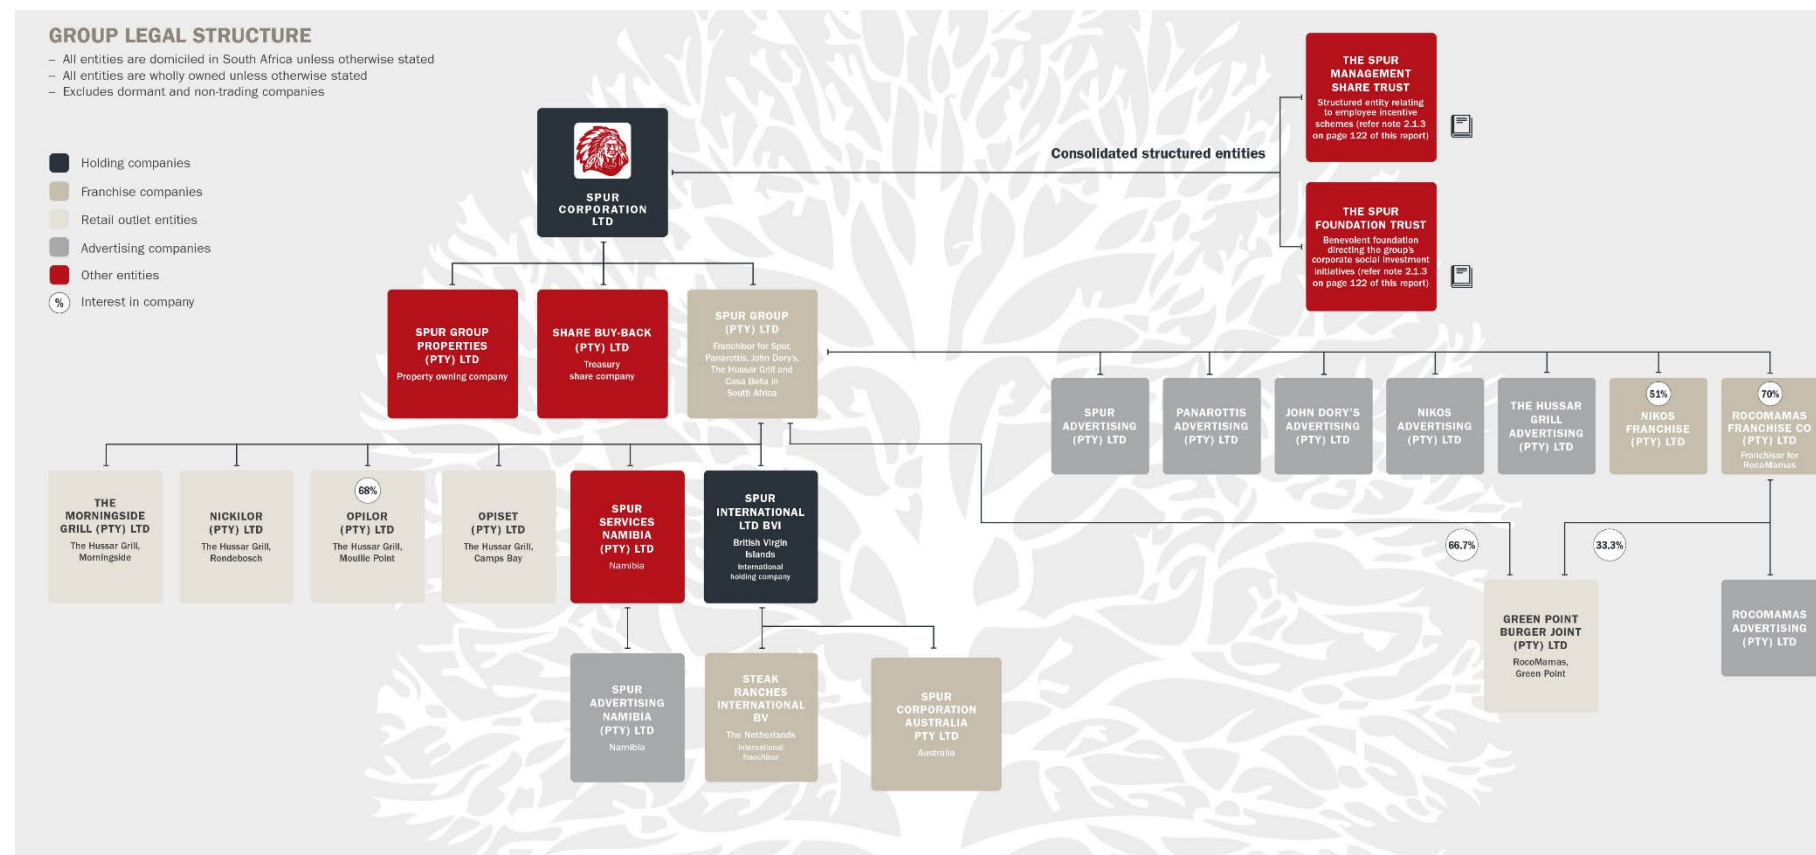 GROUP LEGAL STRUCTURE
– All entities are domiciled in South Africa unless otherwise stated
– All entities are wholly owned unless otherwise stated
– Excludes dormant and non-trading companies
Holding companies
Franchise companies
Retail outlet entities
Advertising companies
Other entities
% Interest in company
SPUR
CORPORATION
LTD
Consolidated structured entities
THE SPUR
MANAGEMENT
SHARE TRUST
Structured entity relating
to employee incentive
schemes (refer note 2.1.3
on page 122 of this report)
THE SPUR
FOUNDATION TRUST
Benevolent foundation
directing the group's
corporate social investment
initiatives (refer note 2.1.3
on page 122 of this report)
SPUR GROUP
PROPERTIES
(PTY) LTD
Property owning company
SHARE BUY-BACK
(PTY) LTD
Treasury
share company
SPUR GROUP
(PTY) LTD
Franchisor for Spur,
Panarottis, John Dory's,
The Hussar Grill and
Casa Bella in
South Africa
SPUR
ADVERTISING
(PTY) LTD
PANAROTTIS
ADVERTISING
(PTY) LTD
JOHN DORY'S
ADVERTISING
(PTY) LTD
NIKOS
ADVERTISING
(PTY) LTD
THE HUSSAR
GRILL
ADVERTISING
(PTY) LTD
51%
NIKOS
FRANCHISE
(PTY) LTD
70%
ROCOMAMAS
FRANCHISE CO
(PTY) LTD
Franchisor for
RocoMamas
THE
MORNINGSIDE
GRILL (PTY) LTD
The Hussar Grill,
Morningside
NICKILOR
(PTY) LTD
The Hussar Grill,
Rondebosch
68%
OPILOR
(PTY) LTD
The Hussar Grill,
Mouille Point
OPISET
(PTY) LTD
The Hussar Grill,
Camps Bay
SPUR
SERVICES
NAMIBIA
(PTY) LTD
Namibia
SPUR
INTERNATIONAL
LTD BVI
British Virgin
Islands
International
holding company
66.7%
33.3%
GREEN POINT
BURGER JOINT
(PTY) LTD
RocoMamas,
Green Point
ROCOMAMAS
ADVERTISING
(PTY) LTD
SPUR
ADVERTISING
NAMIBIA
(PTY) LTD
Namibia
STEAK
RANCHES
INTERNATIONAL
BV
The Netherlands
International
franchisor
SPUR
CORPORATION
AUSTRALIA
PTY LTD
Australia